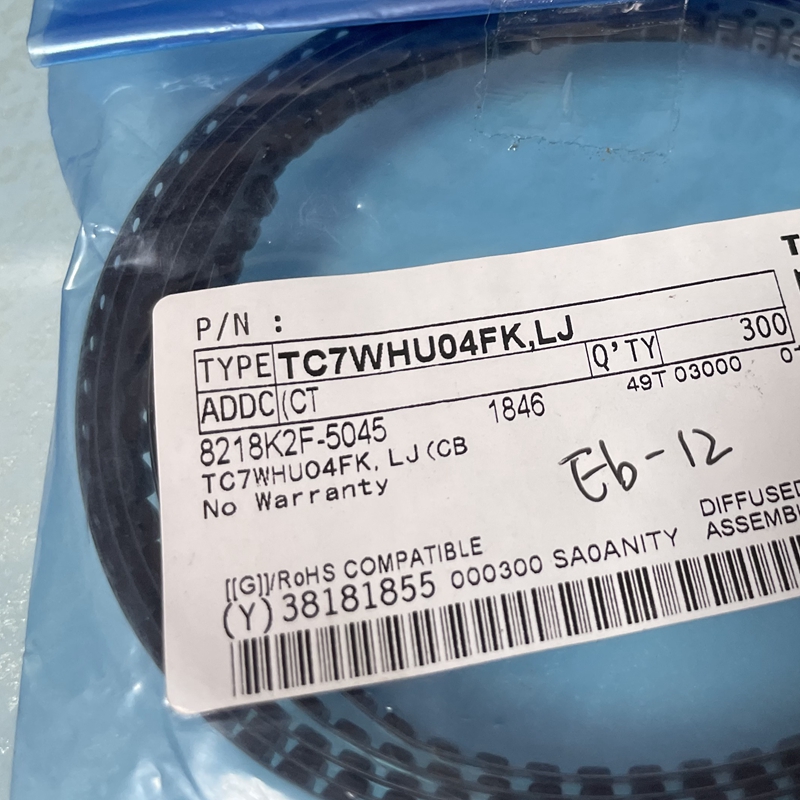 P/N :
TYPE TC7WHU04FK,LJ Q'TY 300
ADDC (CT
8218K2F-5045 1846 49T 03000
TC7WHU04FK, LJ (CB
No Warranty
Eb-12
DIFFUSED
[[G]]/RoHS COMPATIBLE
(Y) 38181855 000300 SA0ANITY